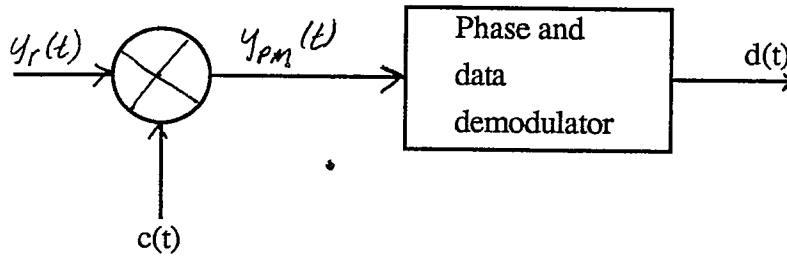 y_r(t)
y_PM(t)
Phase and
data
demodulator
d(t)
c(t)